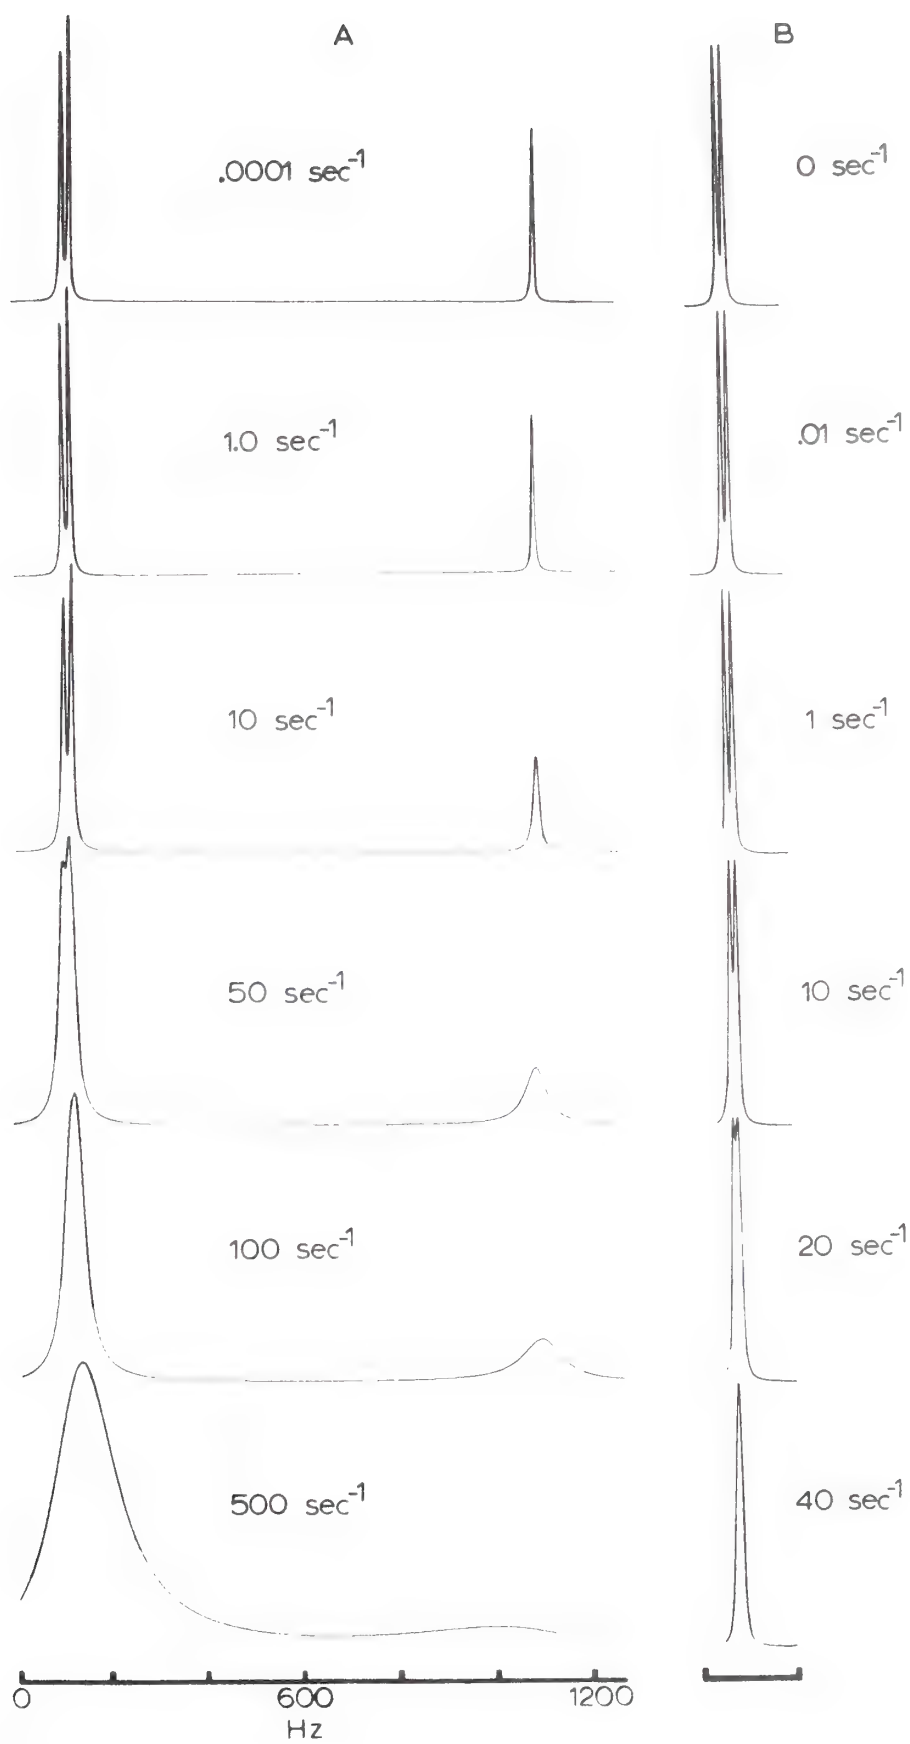 A B
.0001 sec⁻¹ 0 sec⁻¹
1.0 sec⁻¹ .01 sec⁻¹
10 sec⁻¹ 1 sec⁻¹
50 sec⁻¹ 10 sec⁻¹
100 sec⁻¹ 20 sec⁻¹
500 sec⁻¹ 40 sec⁻¹
0 600 1200
Hz